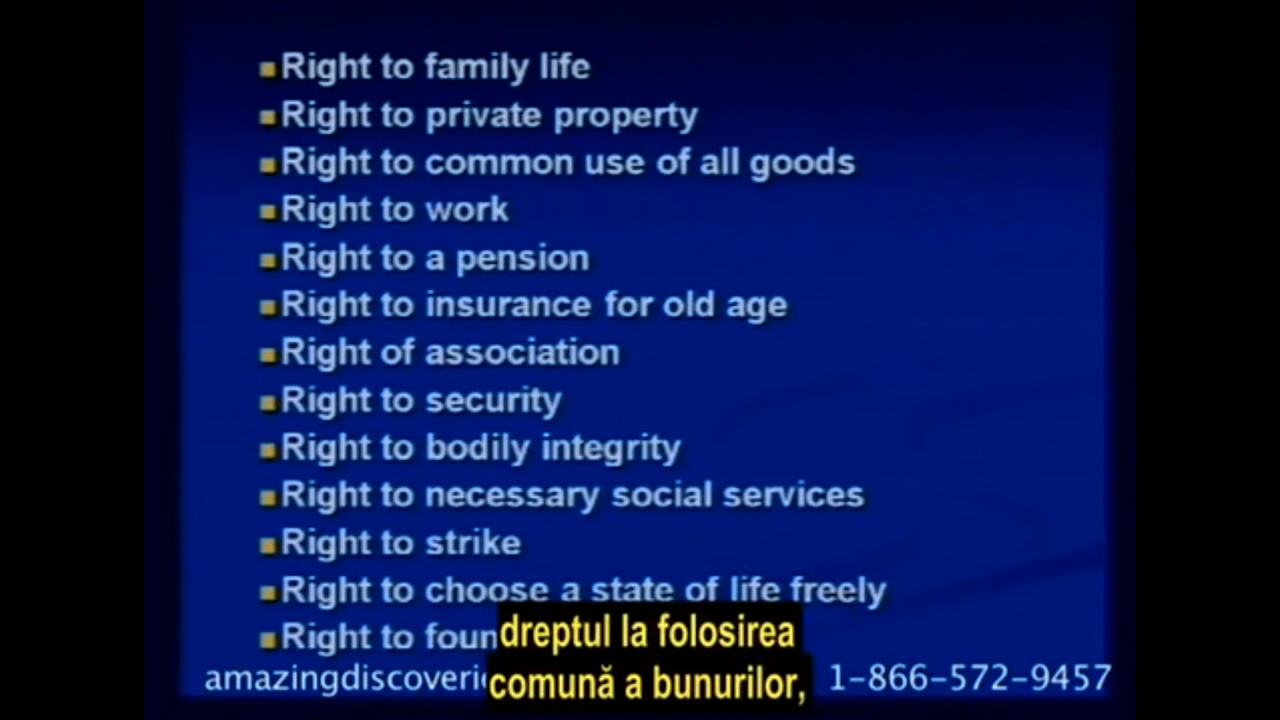 Right to family life
Right to private property
Right to common use of all goods
Right to work
Right to a pension
Right to insurance for old age
Right of association
Right to security
Right to bodily integrity
Right to necessary social services
Right to strike
Right to choose a state of life freely
Right to
dreptul la folosirea
comună a bunurilor,
1-866-572-9457